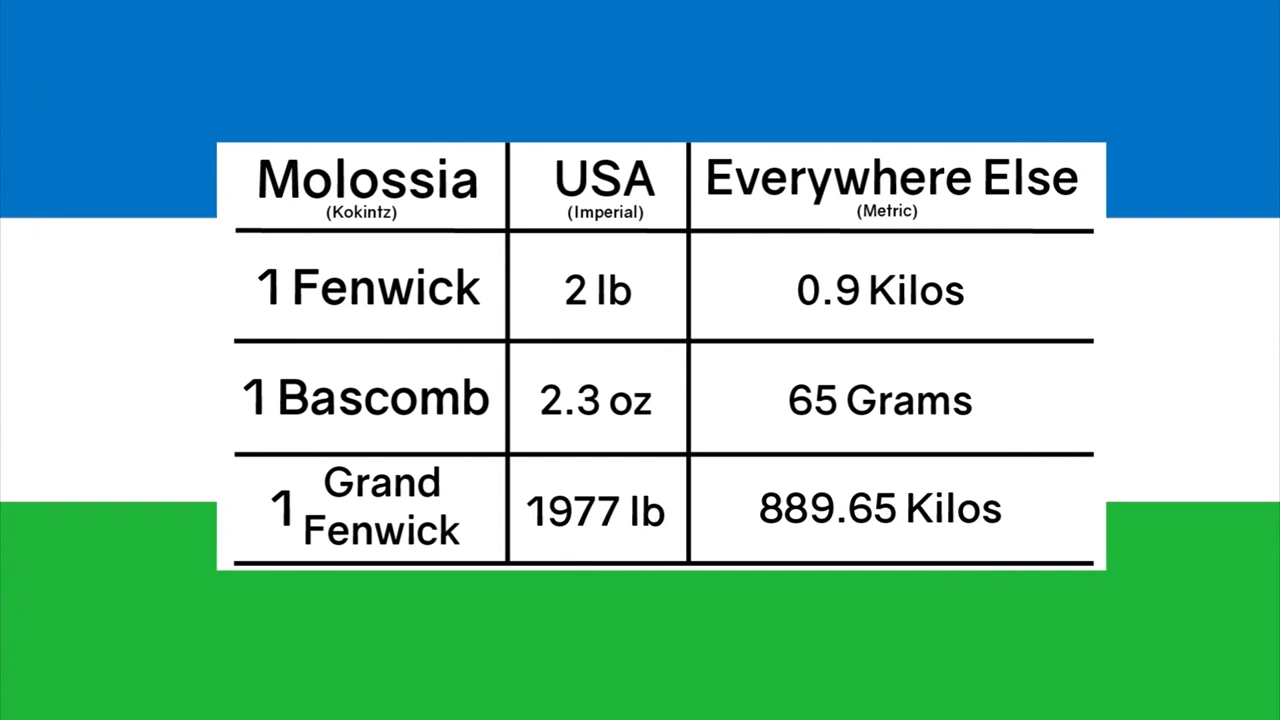 Molossia USA Everywhere Else
(Kokintz) (Imperial) (Metric)
1 Fenwick 2 lb 0.9 Kilos
1 Bascomb 2.3 oz 65 Grams
1 Grand Fenwick 1977 lb 889.65 Kilos